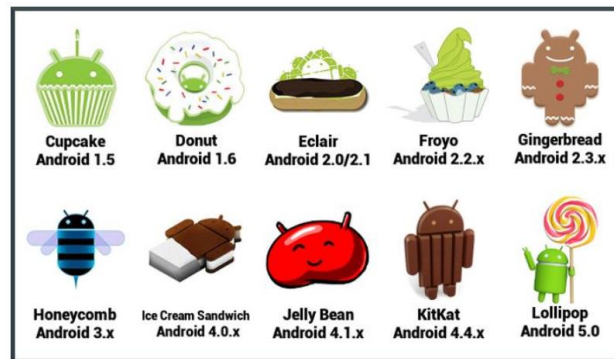 Cupcake
Android 1.5
Donut
Android 1.6
Eclair
Android 2.0/2.1
Froyo
Android 2.2.x
Gingerbread
Android 2.3.x
Honeycomb
Android 3.x
Ice Cream Sandwich
Android 4.0.x
Jelly Bean
Android 4.1.x
KitKat
Android 4.4.x
Lollipop
Android 5.0